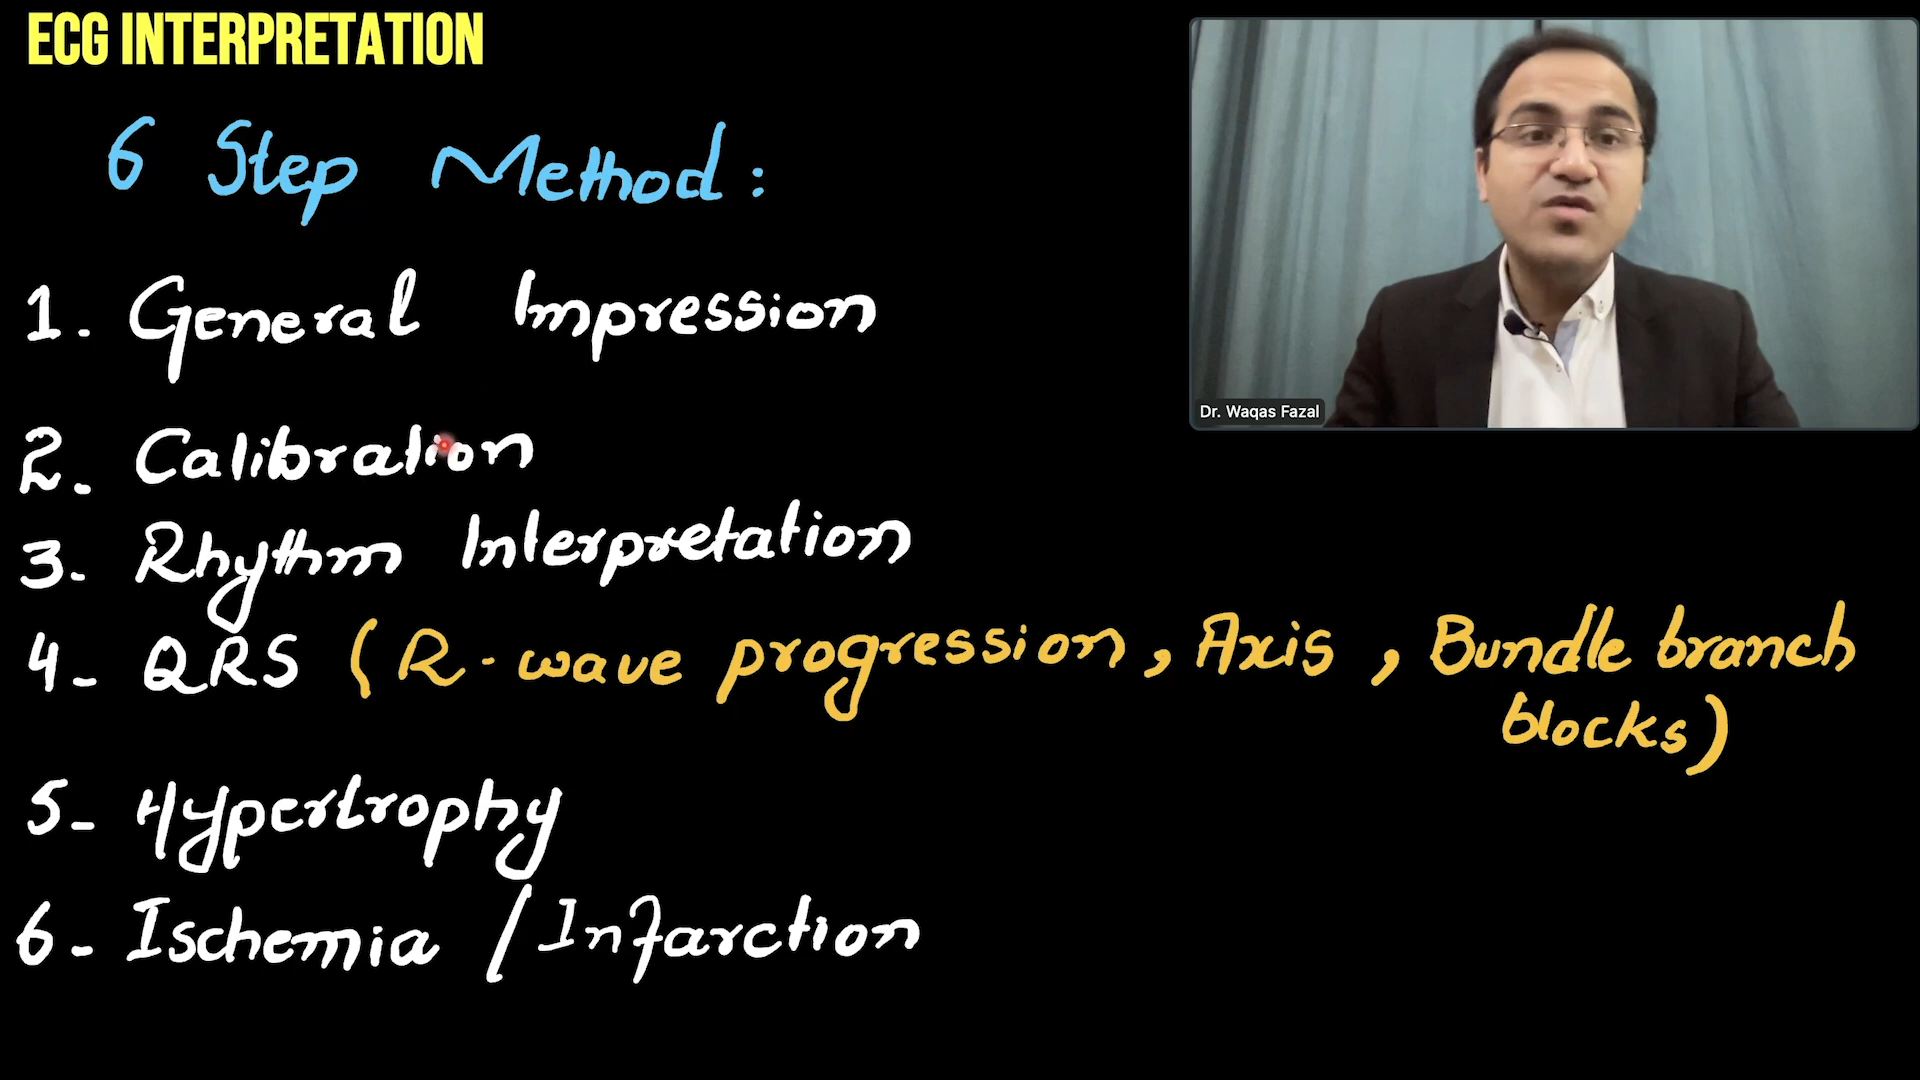 ECG INTERPRETATION
6 Step Method:
Dr. Waqas Fazal
1. General Impression
2. Calibration
3. Rhythm Interpretation
4- QRS (R-wave progression, Axis, Bundle branch
blocks)
5- Hypertrophy
6- Ischemia / Infarction